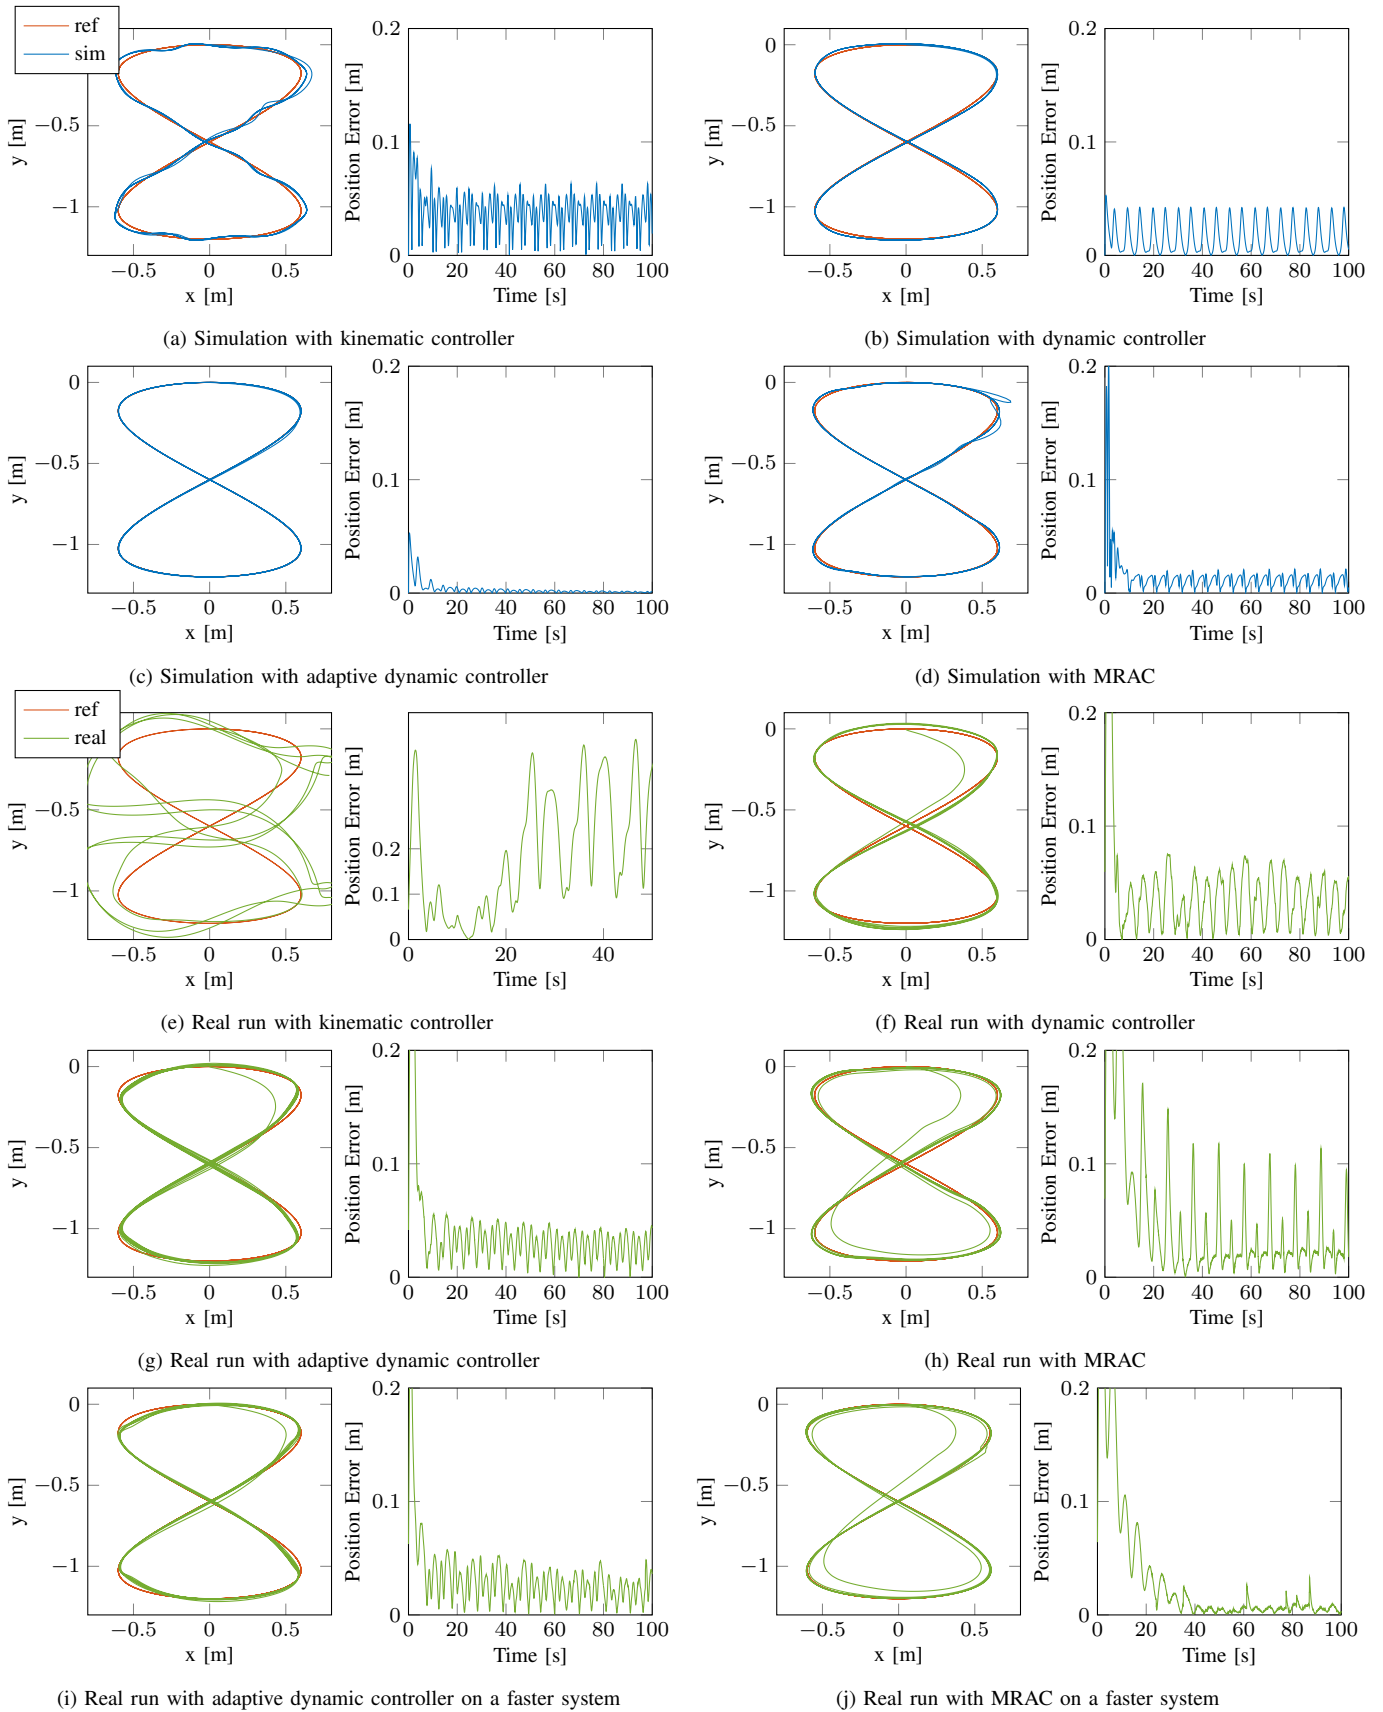 ref
sim
0
−0.5
−1
y [m]
−0.5 0 0.5
x [m]
0.2
0.1
0
Position Error [m]
0 20 40 60 80 100
Time [s]
(a) Simulation with kinematic controller
0
−0.5
−1
y [m]
−0.5 0 0.5
x [m]
0.2
0.1
0
Position Error [m]
0 20 40 60 80 100
Time [s]
(b) Simulation with dynamic controller
0
−0.5
−1
y [m]
−0.5 0 0.5
x [m]
0.2
0.1
0
Position Error [m]
0 20 40 60 80 100
Time [s]
(c) Simulation with adaptive dynamic controller
0
−0.5
−1
y [m]
−0.5 0 0.5
x [m]
0.2
0.1
0
Position Error [m]
0 20 40 60 80 100
Time [s]
(d) Simulation with MRAC
ref
real
−0.5
−1
y [m]
−0.5 0 0.5
x [m]
0.2
0.1
0
Position Error [m]
0 20 40
Time [s]
(e) Real run with kinematic controller
0
−0.5
−1
y [m]
−0.5 0 0.5
x [m]
0.2
0.1
0
Position Error [m]
0 20 40 60 80 100
Time [s]
(f) Real run with dynamic controller
0
−0.5
−1
y [m]
−0.5 0 0.5
x [m]
0.2
0.1
0
Position Error [m]
0 20 40 60 80 100
Time [s]
(g) Real run with adaptive dynamic controller
0
−0.5
−1
y [m]
−0.5 0 0.5
x [m]
0.2
0.1
0
Position Error [m]
0 20 40 60 80 100
Time [s]
(h) Real run with MRAC
0
−0.5
−1
y [m]
−0.5 0 0.5
x [m]
0.2
0.1
0
Position Error [m]
0 20 40 60 80 100
Time [s]
(i) Real run with adaptive dynamic controller on a faster system
0
−0.5
−1
y [m]
−0.5 0 0.5
x [m]
0.2
0.1
0
Position Error [m]
0 20 40 60 80 100
Time [s]
(j) Real run with MRAC on a faster system